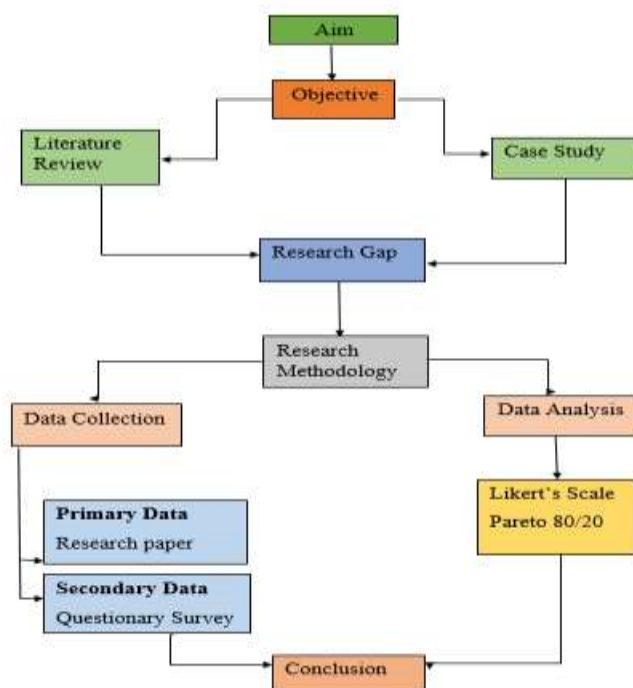 Aim
Objective
Literature
Review
Case Study
Research Gap
Research
Methodology
Data Collection
Data Analysis
Primary Data
Research paper
Secondary Data
Questionary Survey
Likert's Scale
Pareto 80/20
Conclusion